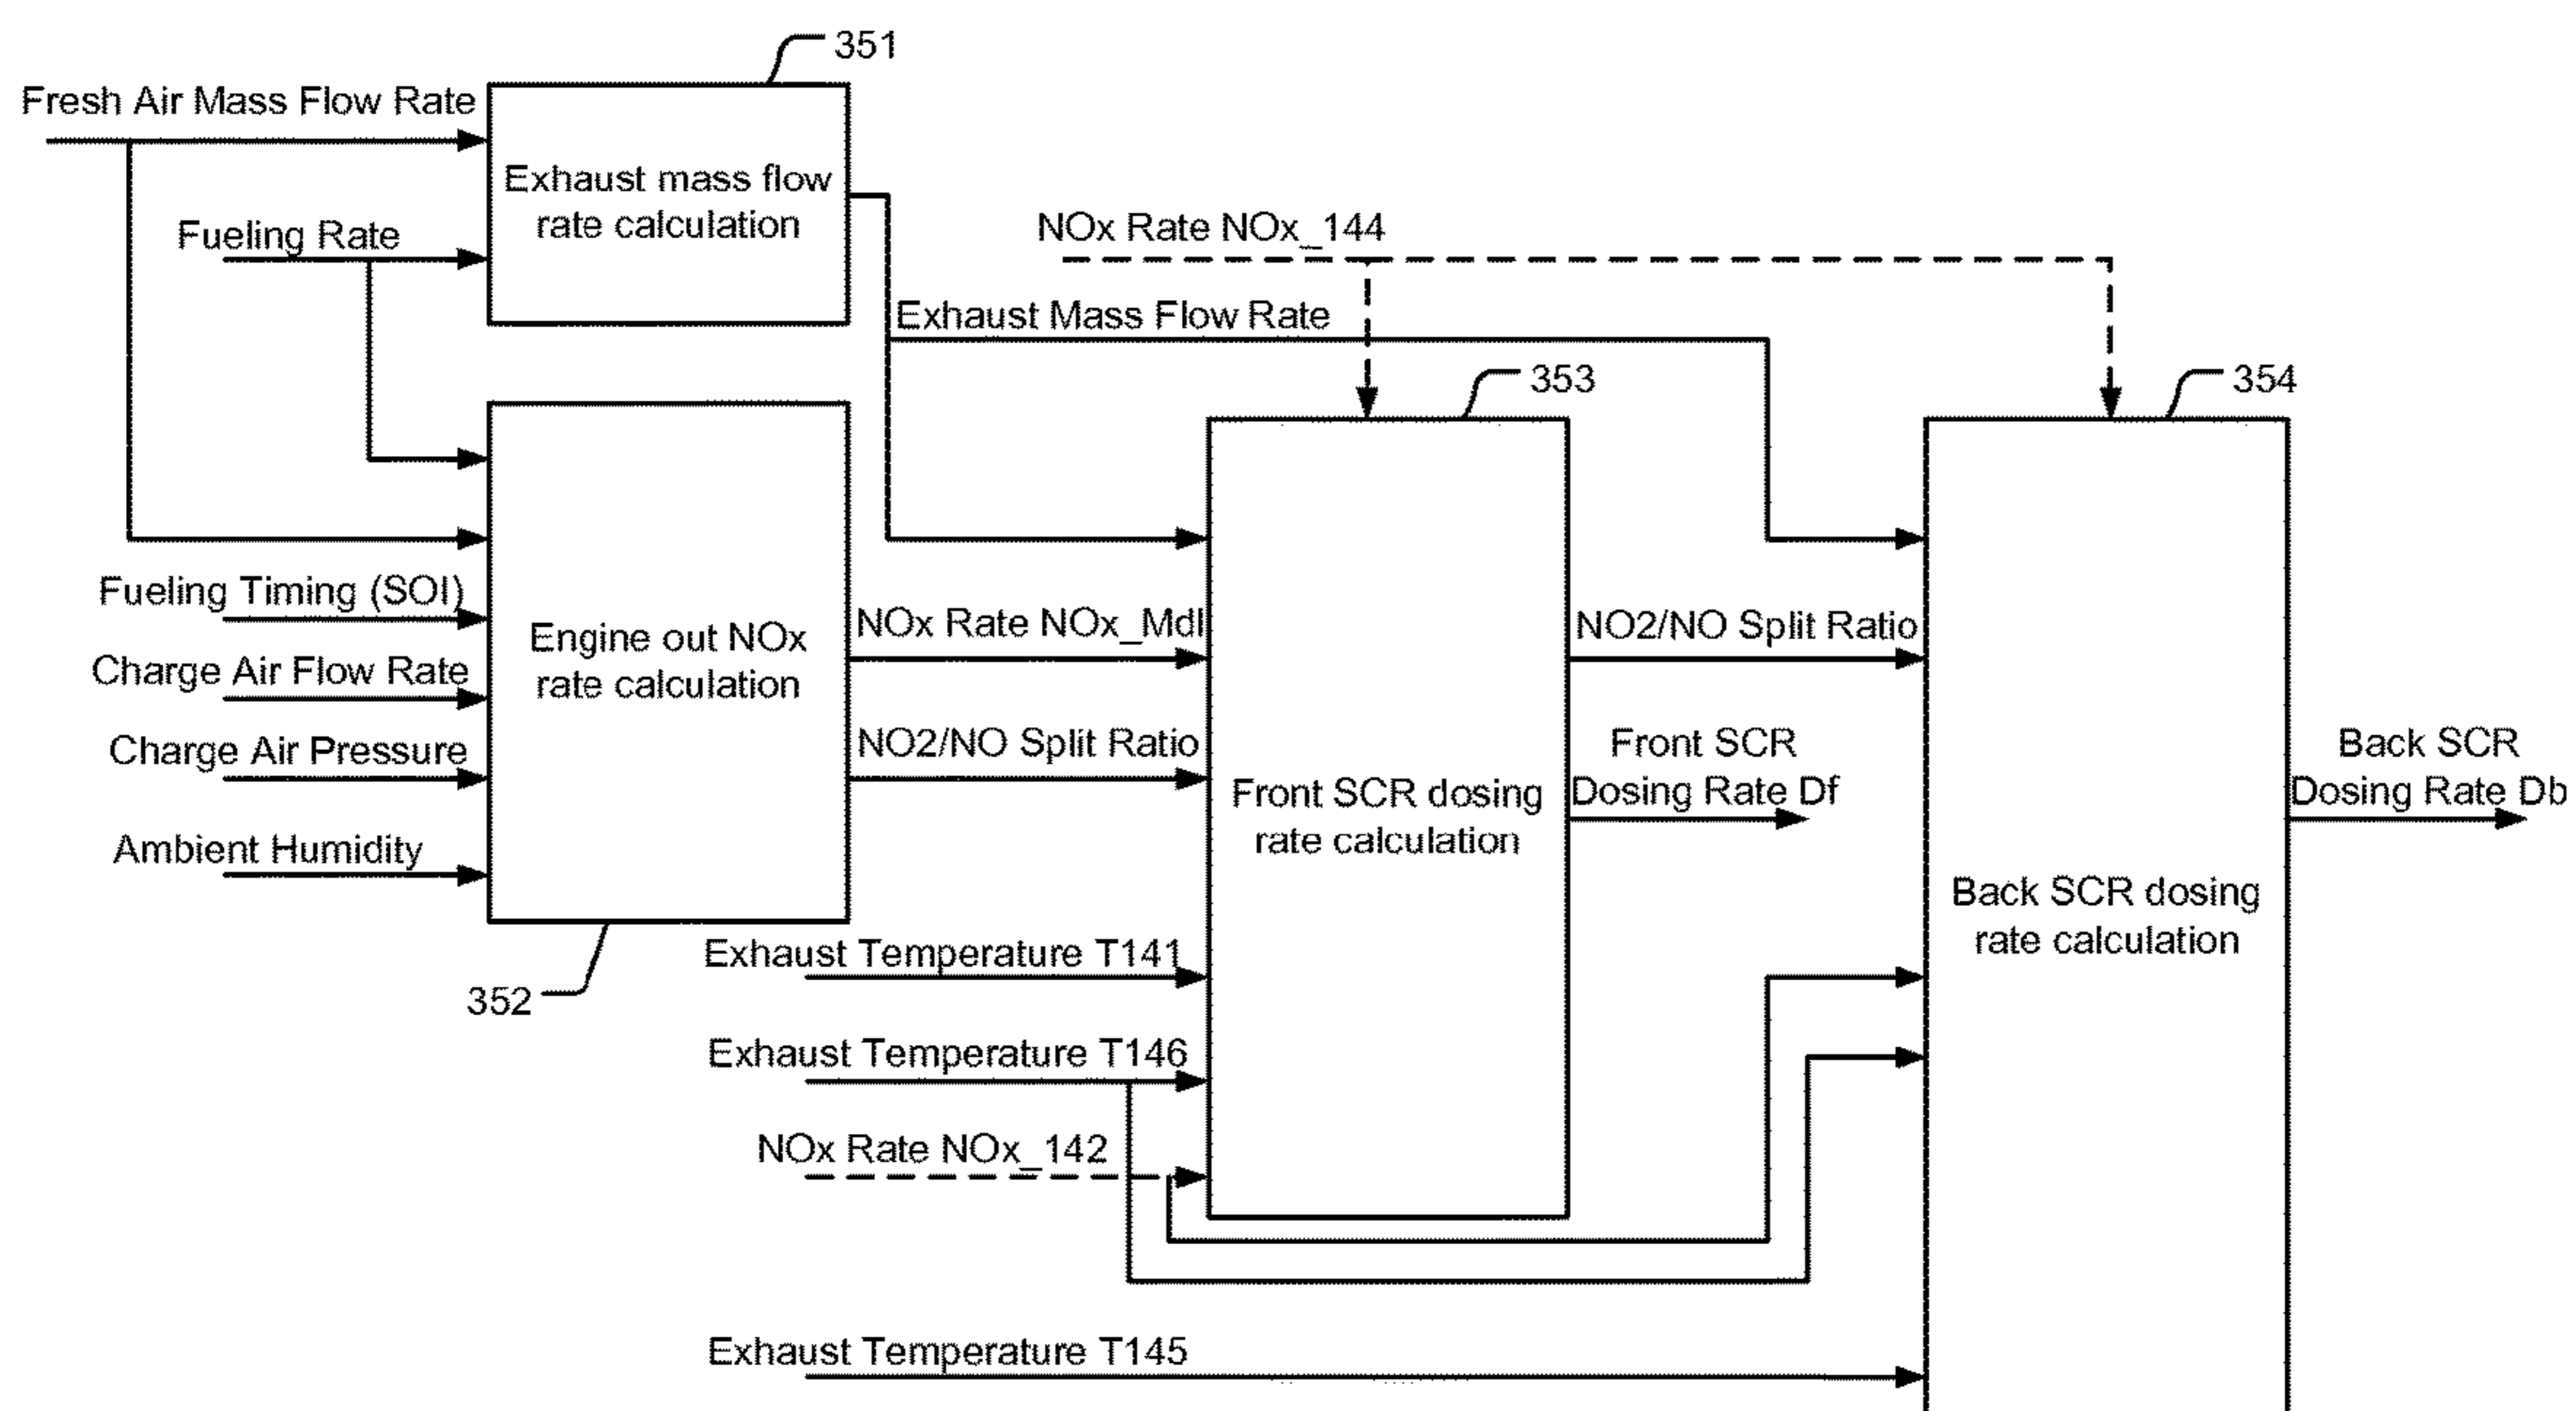 351
Fresh Air Mass Flow Rate
Exhaust mass flow
rate calculation
Fueling Rate
NOx Rate NOx_144
Exhaust Mass Flow Rate
353
354
Fueling Timing (SOI)
Charge Air Flow Rate
Charge Air Pressure
Ambient Humidity
Engine out NOx
rate calculation
352
NOx Rate NOx_Mdl
NO2/NO Split Ratio
Exhaust Temperature T141
Exhaust Temperature T146
NOx Rate NOx_142
Exhaust Temperature T145
Front SCR dosing
rate calculation
NO2/NO Split Ratio
Front SCR
Dosing Rate Df
Back SCR dosing
rate calculation
Back SCR
Dosing Rate Db